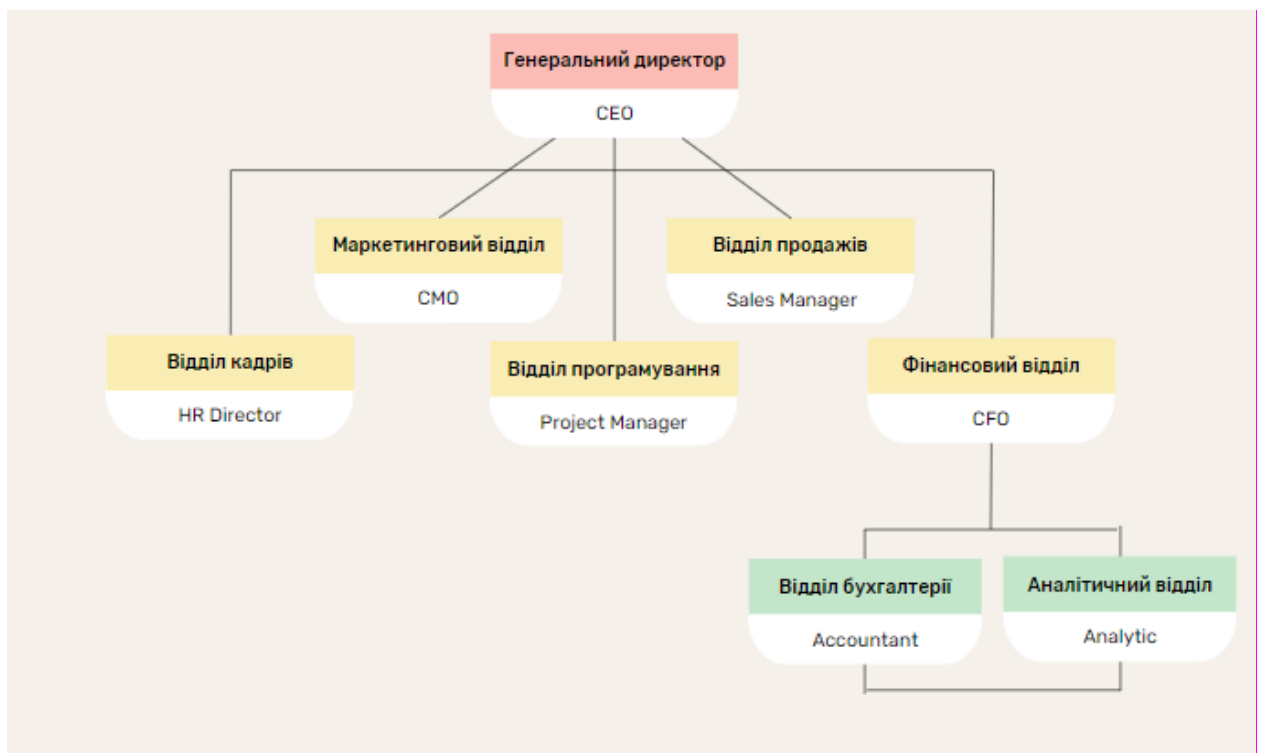 Генеральний директор
CEO
Маркетинговий відділ
CMO
Відділ продажів
Sales Manager
Відділ кадрів
HR Director
Відділ програмування
Project Manager
Фінансовий відділ
CFO
Відділ бухгалтерії
Accountant
Аналітичний відділ
Analytic